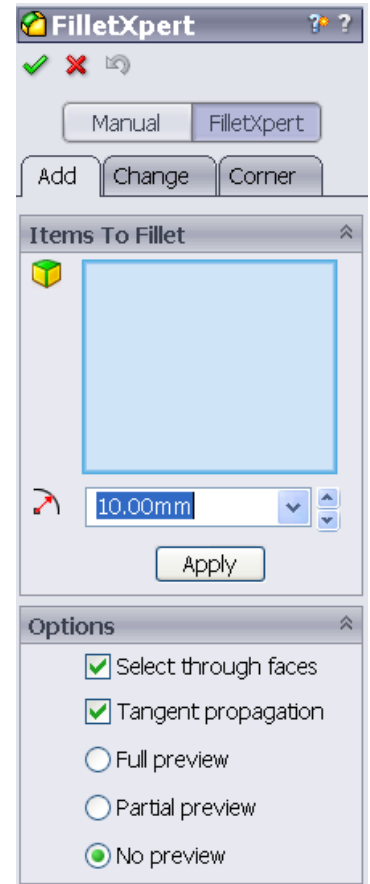 FilletXpert ? ?
Manual FilletXpert
Add Change Corner
Items To Fillet
10.00mm
Apply
Options
Select through faces
Tangent propagation
Full preview
Partial preview
No preview